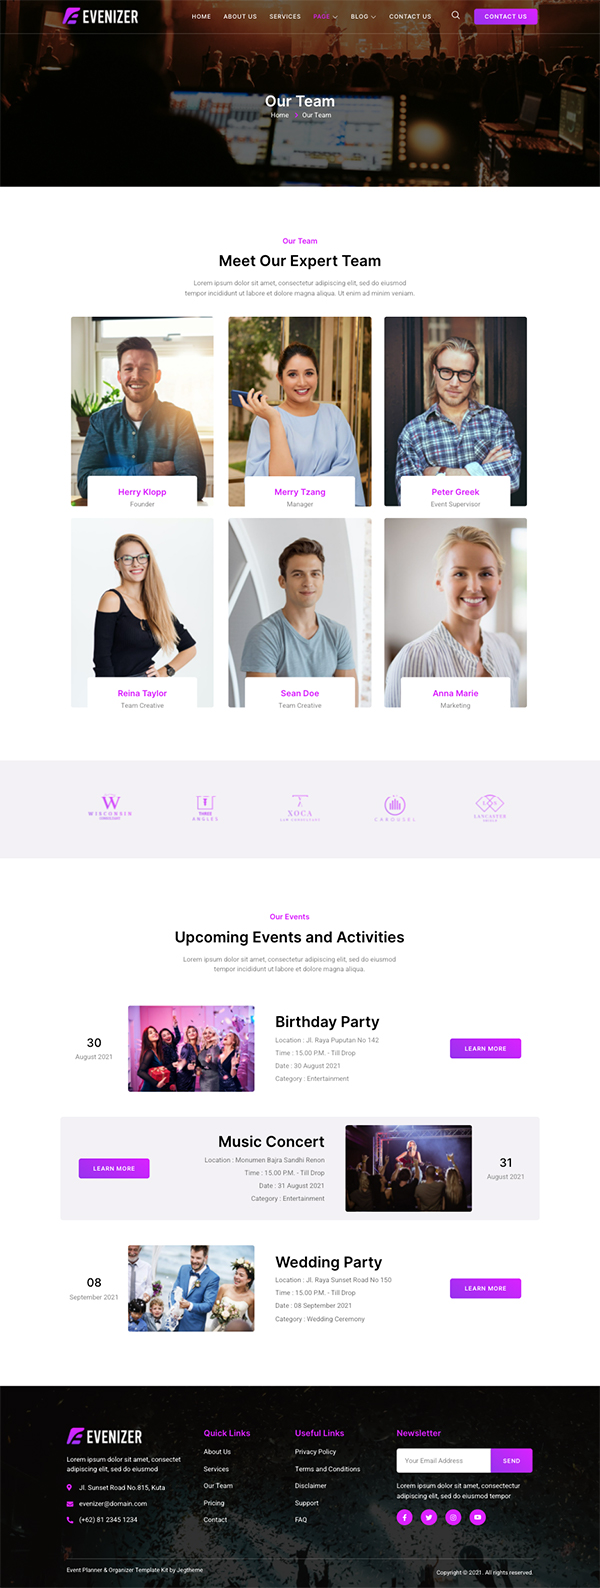 EVENIZER
HOME ABOUT US SERVICES PAGE BLOG CONTACT US CONTACT US
Our Team
Home Our Team
Our Team
Meet Our Expert Team
Lorem ipsum dolor sit amet, consectetur adipiscing elit, sed do eiusmod
tempor incididunt ut labore et dolore magna aliqua. Ut enim ad minim veniam.
Herry Klopp
Founder
Merry Tzang
Manager
Peter Greek
Event Supervisor
Reina Taylor
Team Creative
Sean Doe
Team Creative
Anna Marie
Marketing
W
WISCONSIN
THREE
ANGLES
XOCA
LAW CONSULTANT
CAROUSEL
LANCASTER
Our Events
Upcoming Events and Activities
Lorem ipsum dolor sit amet, consectetur adipiscing elit, sed do eiusmod
tempor incididunt ut labore et dolore magna aliqua.
30
August 2021
Birthday Party
Location : Jl. Raya Puputan No 142
Time : 15.00 P.M. - Till Drop
Date : 30 August 2021
Category : Entertainment
LEARN MORE
LEARN MORE
Music Concert
Location : Monumen Bajra Sandhi Renon
Time : 15.00 P.M. - Till Drop
Date : 31 August 2021
Category : Entertainment
31
August 2021
08
September 2021
Wedding Party
Location : Jl. Raya Sunset Road No 150
Time : 15.00 P.M. - Till Drop
Date : 08 September 2021
Category : Wedding Ceremony
LEARN MORE
EVENIZER
Lorem ipsum dolor sit amet, consectet
adipiscing elit, sed do eiusmod
Jl. Sunset Road No.815, Kuta
evenizer@domain.com
(+62) 81 2345 1234
Quick Links
About Us
Services
Our Team
Pricing
Contact
Useful Links
Privacy Policy
Terms and Conditions
Disclaimer
Support
FAQ
Newsletter
Your Email Address SEND
Lorem ipsum dolor sit amet, consectetur
adipiscing elit, sed do eiusmod tempor
Event Planner & Organizer Template Kit by Jegtheme
Copyright © 2021. All rights reserved.